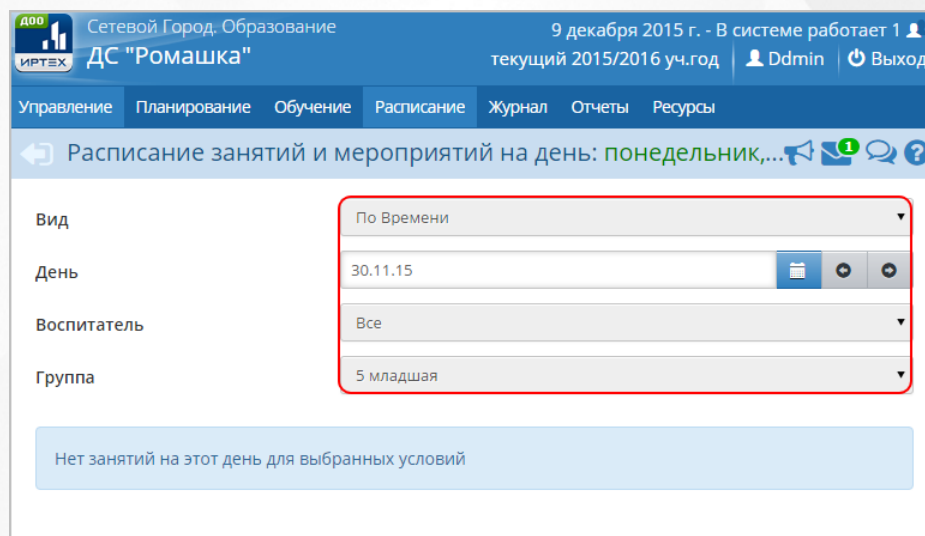 ДОО
ИРТЕХ
Сетевой Город. Образование
ДС "Ромашка"
9 декабря 2015 г. - В системе работает 1
текущий 2015/2016 уч.год Ddmin Выход
Управление Планирование Обучение Расписание Журнал Отчеты Ресурсы
Расписание занятий и мероприятий на день: понедельник,... 1
Вид По Времени
День 30.11.15
Воспитатель Все
Группа 5 младшая
Нет занятий на этот день для выбранных условий